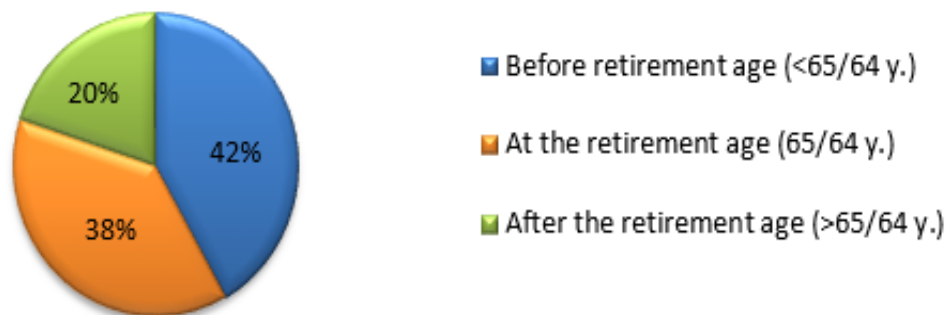 20%
42%
38%
Before retirement age (<65/64 y.)
At the retirement age (65/64 y.)
After the retirement age (>65/64 y.)